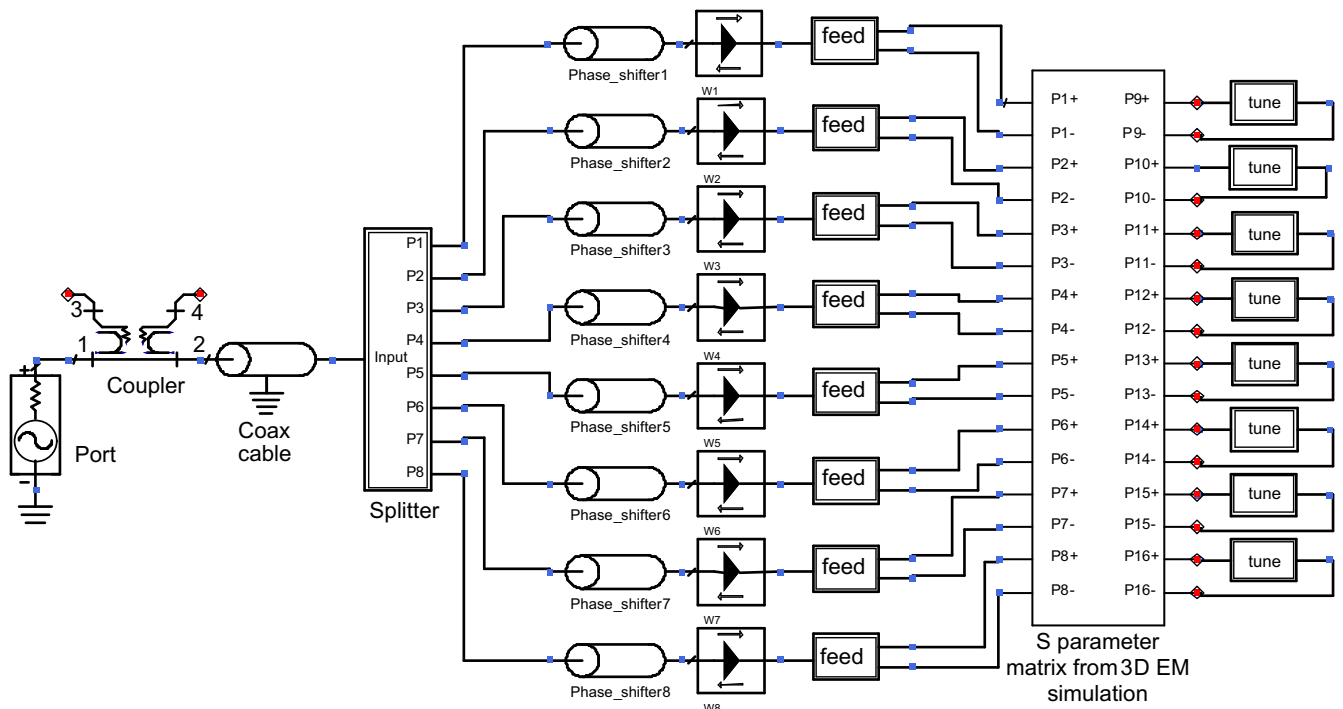 Phase_shifter1
feed
W1
Phase_shifter2
feed
W2
Phase_shifter3
feed
W3
Phase_shifter4
feed
W4
Phase_shifter5
feed
W5
Phase_shifter6
feed
W6
Phase_shifter7
feed
W7
Phase_shifter8
feed
W8
3
4
1
2
Coupler
+
-
Port
Coax
cable
Input
P1
P2
P3
P4
P5
P6
P7
P8
Splitter
P1+ P9+
P1- P9-
P2+ P10+
P2- P10-
P3+ P11+
P3- P11-
P4+ P12+
P4- P12-
P5+ P13+
P5- P13-
P6+ P14+
P6- P14-
P7+ P15+
P7- P15-
P8+ P16+
P8- P16-
S parameter
matrix from 3D EM
simulation
tune
tune
tune
tune
tune
tune
tune
tune